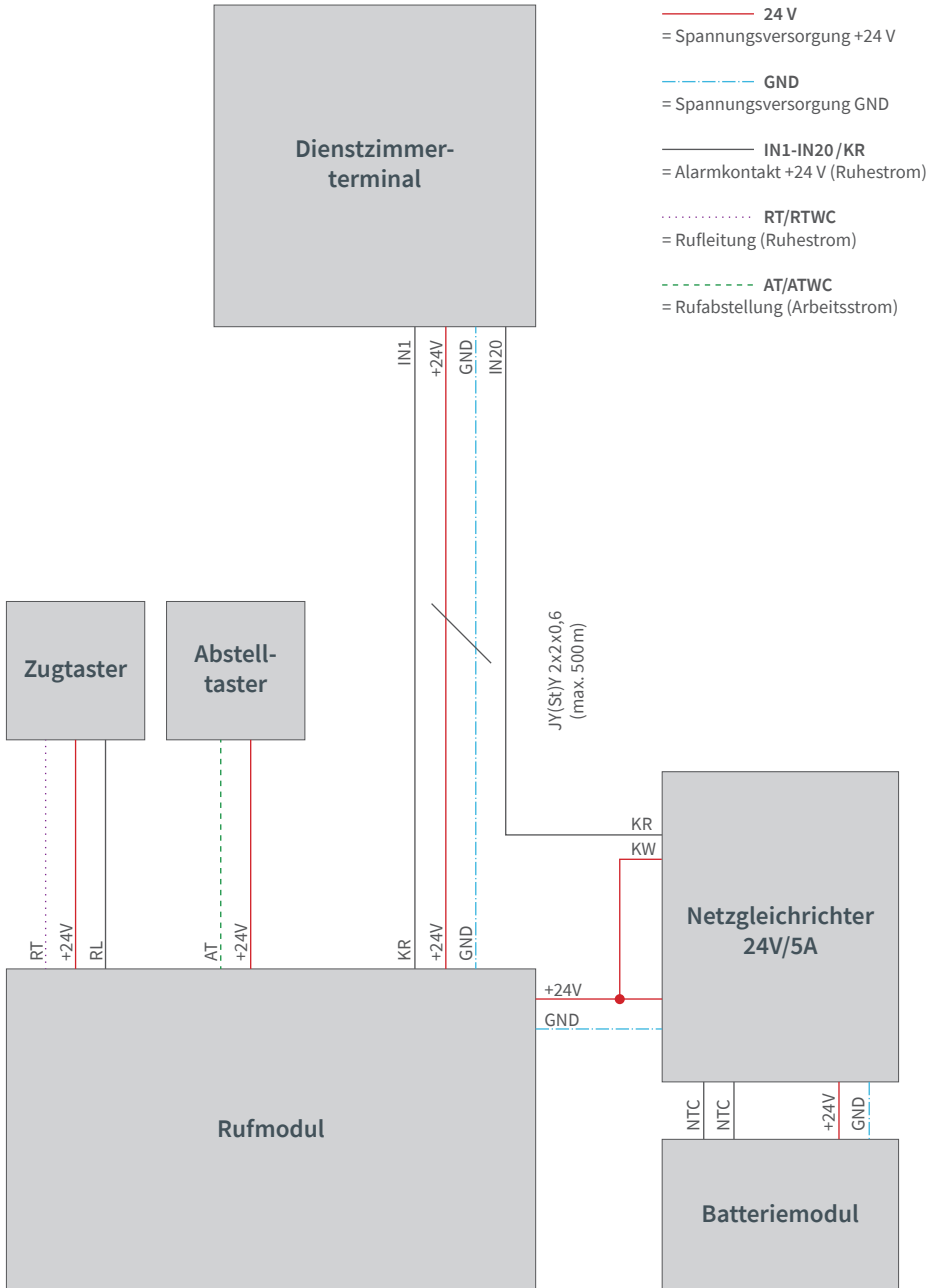 24 V
= Spannungsversorgung +24 V
GND
= Spannungsversorgung GND
IN1-IN20/KR
= Alarmkontakt +24 V (Ruhestrom)
RT/RTWC
= Rufleitung (Ruhestrom)
AT/ATWC
= Rufabstellung (Arbeitsstrom)
Dienstzimmer-
terminal
IN1
+24V
GND
IN20
JY(St)Y 2x2x0,6
(max. 500m)
Zugtaster
Abstell-
taster
RT
+24V
RL
AT
+24V
KR
+24V
GND
KR
KW
Netzgleichrichter
24V/5A
+24V
GND
Rufmodul
NTC
NTC
+24V
GND
Batteriemodul